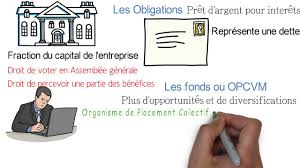 Les Obligations Prêt d'argent pour interêts
Représente une dette
Fraction du capital de l'entreprise
Droit de voter en Assemblée générale
Droit de percevoir une partie des bénéfices
Les fonds ou OPCVM
Plus d'opportunités et de diversifications
Organisme de Placement Collectif